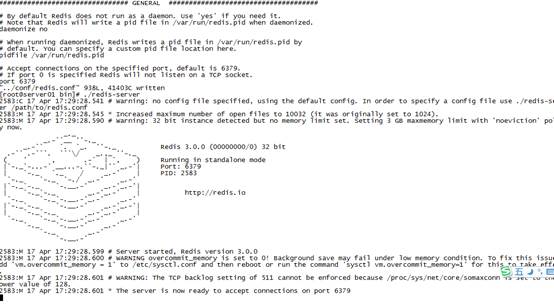 ################################ GENERAL #####################################
# By default Redis does not run as a daemon. Use 'yes' if you need it.
# Note that Redis will write a pid file in /var/run/redis.pid when daemonized.
daemonize no
# When running daemonized, Redis writes a pid file in /var/run/redis.pid by
# default. You can specify a custom pid file location here.
pidfile /var/run/redis.pid
# Accept connections on the specified port, default is 6379.
# If port 0 is specified Redis will not listen on a TCP socket.
port 6379
"../conf/redis.conf" 938L, 41403C written
[root@server01 bin]# ./redis-server
2583:C 17 Apr 17:29:28.541 # Warning: no config file specified, using the default config. In order to specify a config file use ./redis-se
r /path/to/redis.conf
2583:M 17 Apr 17:29:28.545 * Increased maximum number of open files to 10032 (it was originally set to 1024).
2583:M 17 Apr 17:29:28.590 # Warning: 32 bit instance detected but no memory limit set. Setting 3 GB maxmemory limit with 'noeviction' pol
y now.
Redis 3.0.0 (00000000/0) 32 bit
Running in standalone mode
Port: 6379
PID: 2583
http://redis.io
2583:M 17 Apr 17:29:28.599 # Server started, Redis version 3.0.0
2583:M 17 Apr 17:29:28.600 # WARNING overcommit_memory is set to 0! Background save may fail under low memory condition. To fix this issue
dd 'vm.overcommit_memory = 1' to /etc/sysctl.conf and then reboot or run the command 'sysctl vm.overcommit_memory=1' for this to take effe
2583:M 17 Apr 17:29:28.601 # WARNING: The TCP backlog setting of 511 cannot be enforced because /proc/sys/net/core/somaxconn is set to the
ower value of 128.
2583:M 17 Apr 17:29:28.601 * The server is now ready to accept connections on port 6379